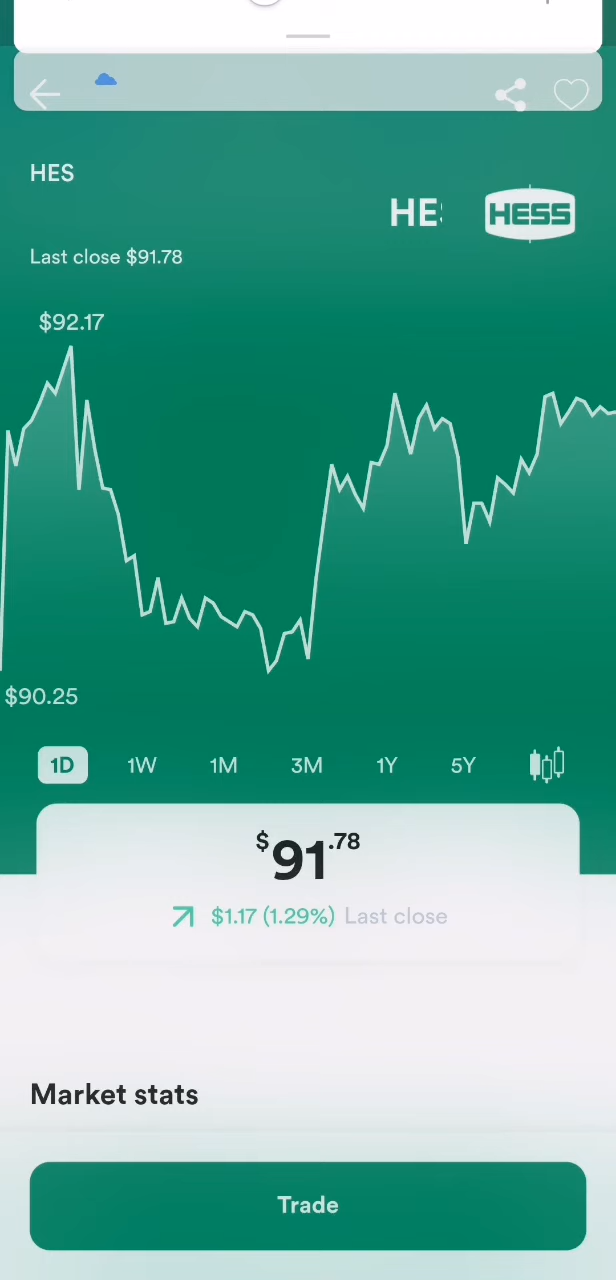 HES
HE
HESS
Last close $91.78
$92.17
$90.25
1D 1W 1M 3M 1Y 5Y
$91.78
$1.17 (1.29%) Last close
Market stats
Trade